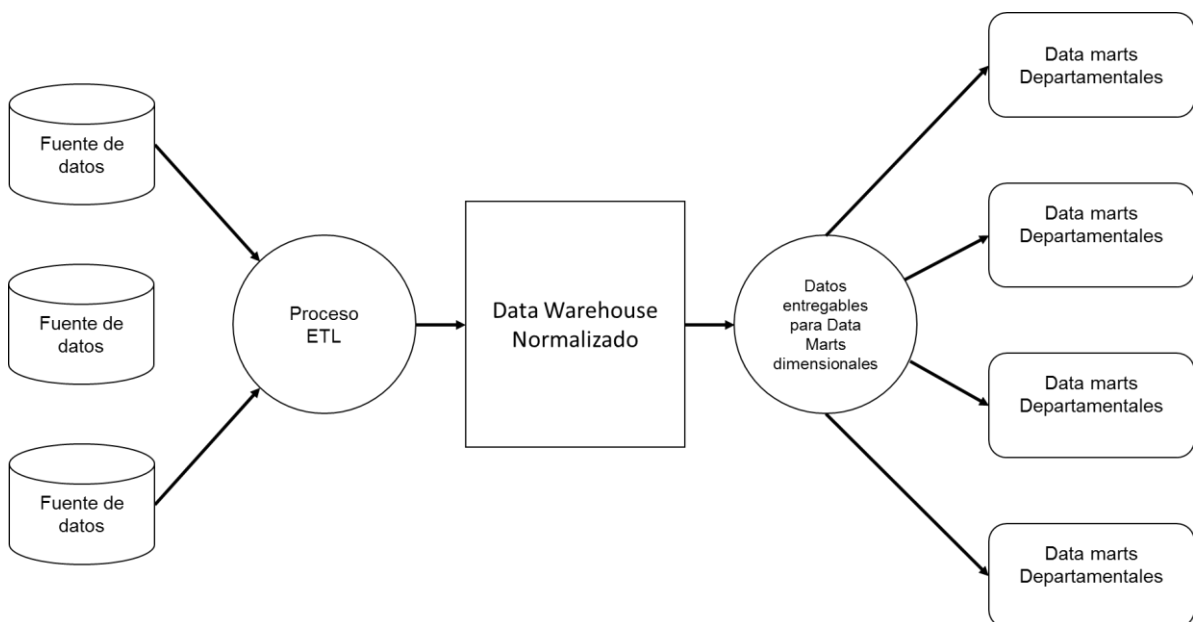 Fuente de
datos
Fuente de
datos
Fuente de
datos
Proceso
ETL
Data Warehouse
Normalizado
Datos
entregables
para Data
Marts
dimensionales
Data marts
Departamentales
Data marts
Departamentales
Data marts
Departamentales
Data marts
Departamentales